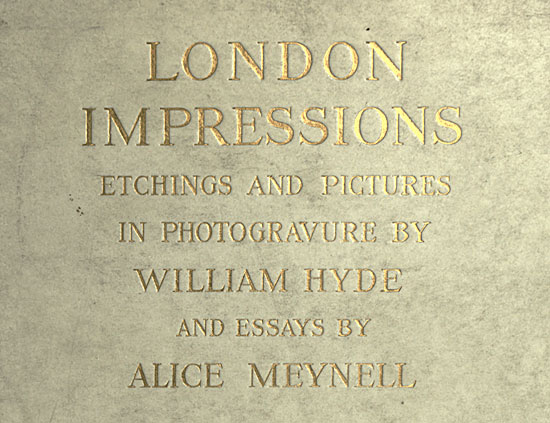 LONDON
IMPRESSIONS
ETCHINGS AND PICTURES
IN PHOTOGRAVURE BY
WILLIAM HYDE
AND ESSAYS BY
ALICE MEYNELL